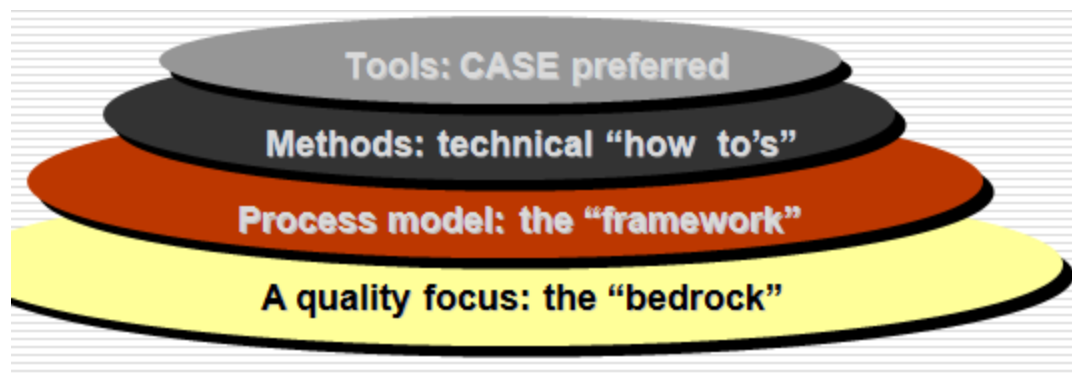 Tools: CASE preferred
Methods: technical “how to’s”
Process model: the “framework”
A quality focus: the “bedrock”